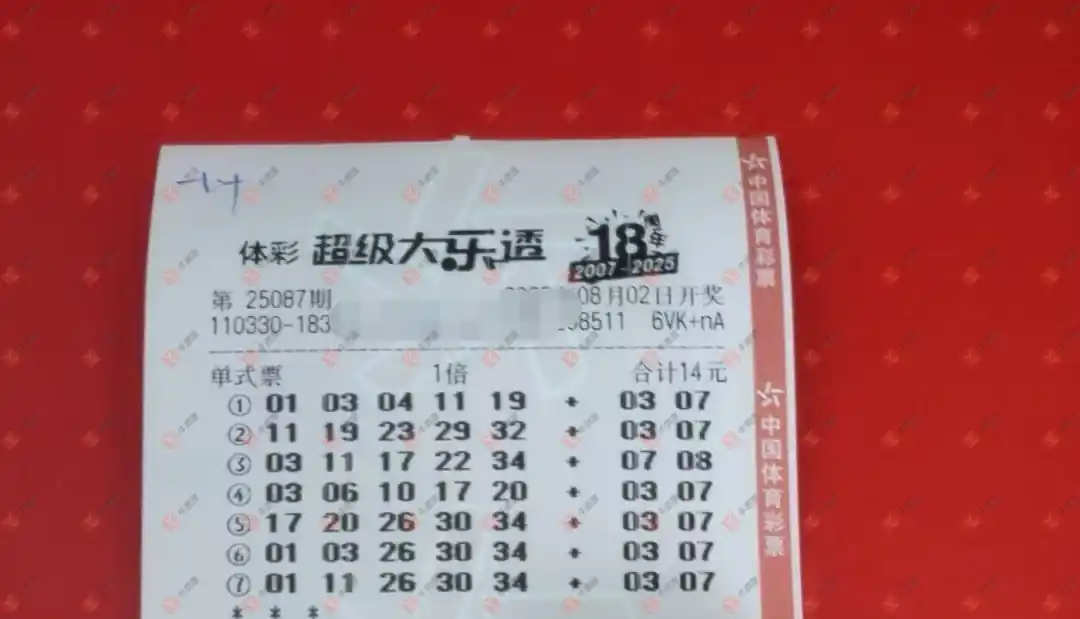 体彩 超级大乐透 18周年
2007-2025
第 25087期 08月02日开奖
110330-183 8511 6VK+nA
单式票 1倍 合计14元
① 01 03 04 11 19 + 03 07
② 11 19 23 29 32 + 03 07
③ 03 11 17 22 34 + 07 08
④ 03 06 10 17 20 + 03 07
⑤ 17 20 26 30 34 + 03 07
⑥ 01 03 26 30 34 + 03 07
⑦ 01 11 26 30 34 + 03 07
* * *
中国体育彩票
中国体育彩票